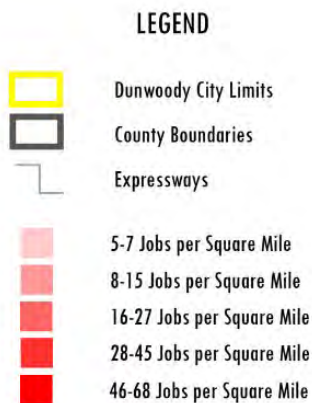 LEGEND
Dunwoody City Limits
County Boundaries
Expressways
5-7 Jobs per Square Mile
8-15 Jobs per Square Mile
16-27 Jobs per Square Mile
28-45 Jobs per Square Mile
46-68 Jobs per Square Mile